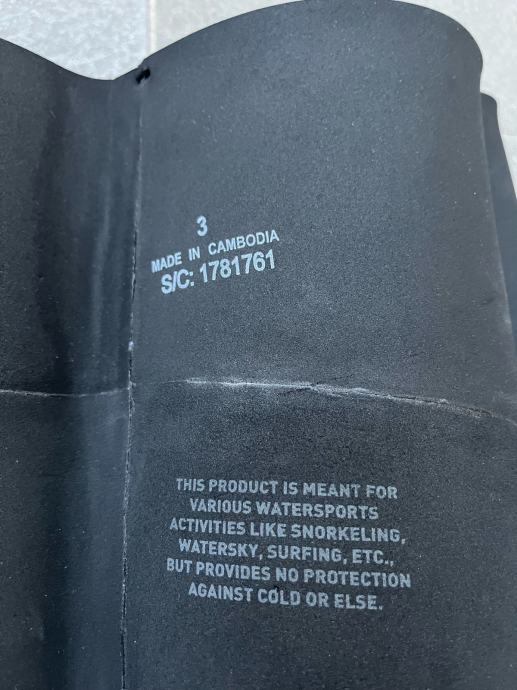 3
MADE IN CAMBODIA
S/C: 1781761
THIS PRODUCT IS MEANT FOR
VARIOUS WATERSPORTS
ACTIVITIES LIKE SNORKELING,
WATERSKY, SURFING, ETC.,
BUT PROVIDES NO PROTECTION
AGAINST COLD OR ELSE.